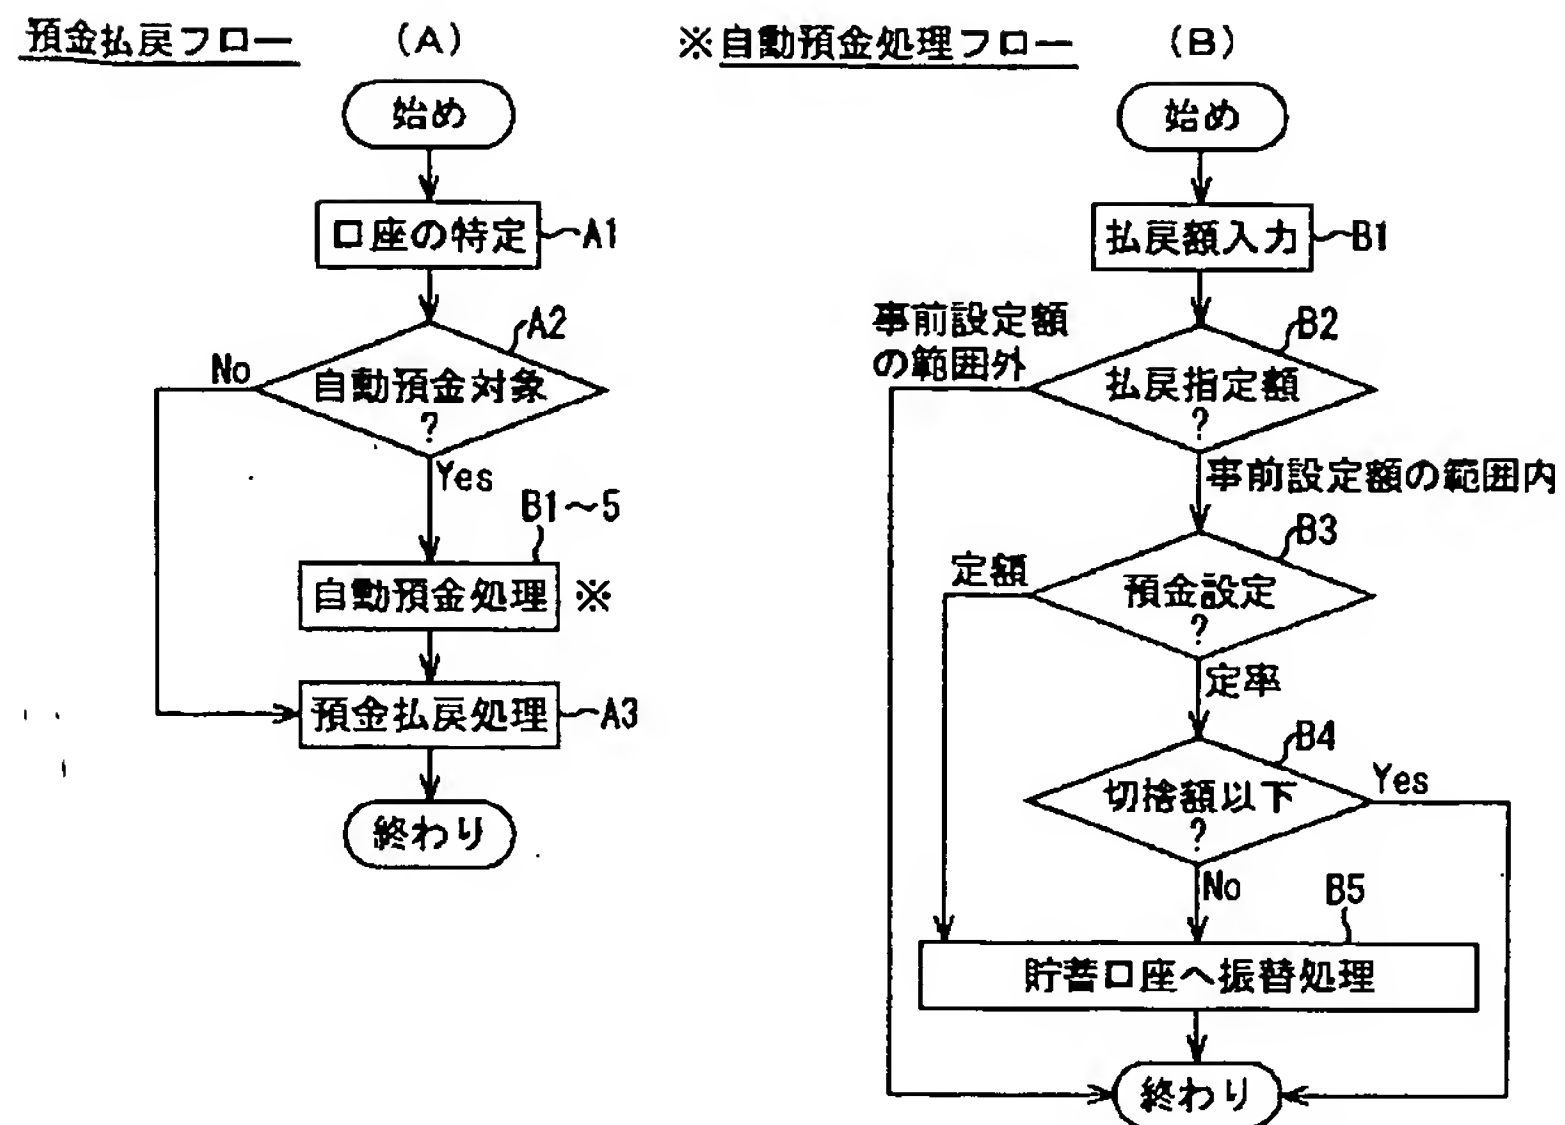 預金払戻フロー (A)
始め
口座の特定 A1
A2
No
自動預金対象
?
Yes
B1～5
自動預金処理 ※
預金払戻処理 A3
終わり
※自動預金処理フロー (B)
始め
払戻額入力 B1
事前設定額
の範囲外
B2
払戻指定額
?
事前設定額の範囲内
B3
定額
預金設定
?
定率
B4
切捨額以下
?
Yes
No
B5
貯蓄口座へ振替処理
終わり